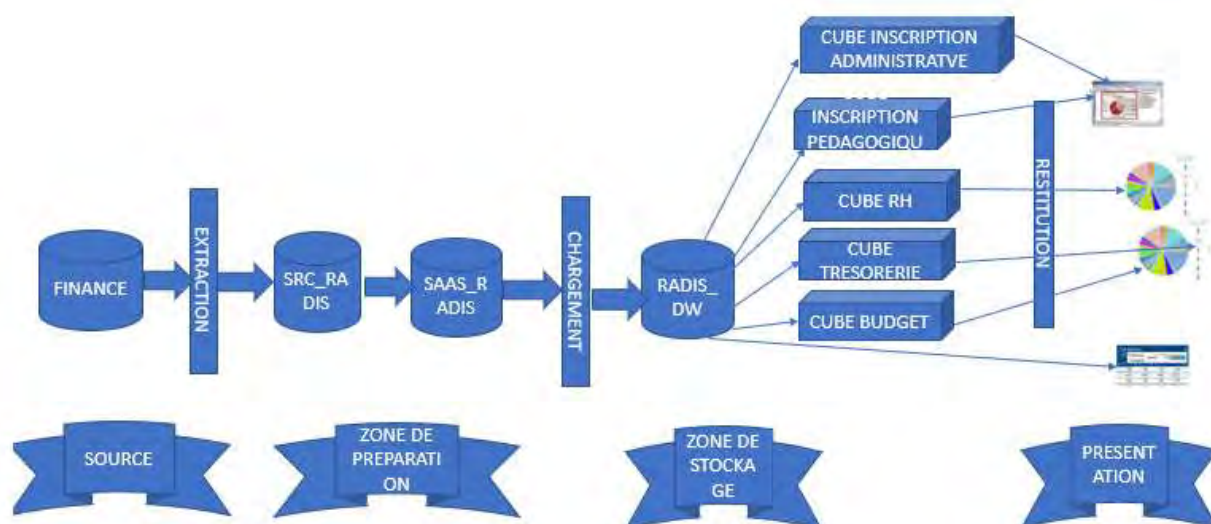 CUBE INSCRIPTION
ADMINISTRATVE
INSCRIPTION
PEDAGOGIQU
CUBE RH
CUBE
TRESORERIE
CUBE BUDGET
RESTITUTION
FINANCE
EXTRACTION
SRC_RA
DIS
SAAS_R
ADIS
CHARGEMENT
RADIS_
DW
SOURCE
ZONE DE
PREPARATI
ON
ZONE DE
STOCKA
GE
PRESENT
ATION